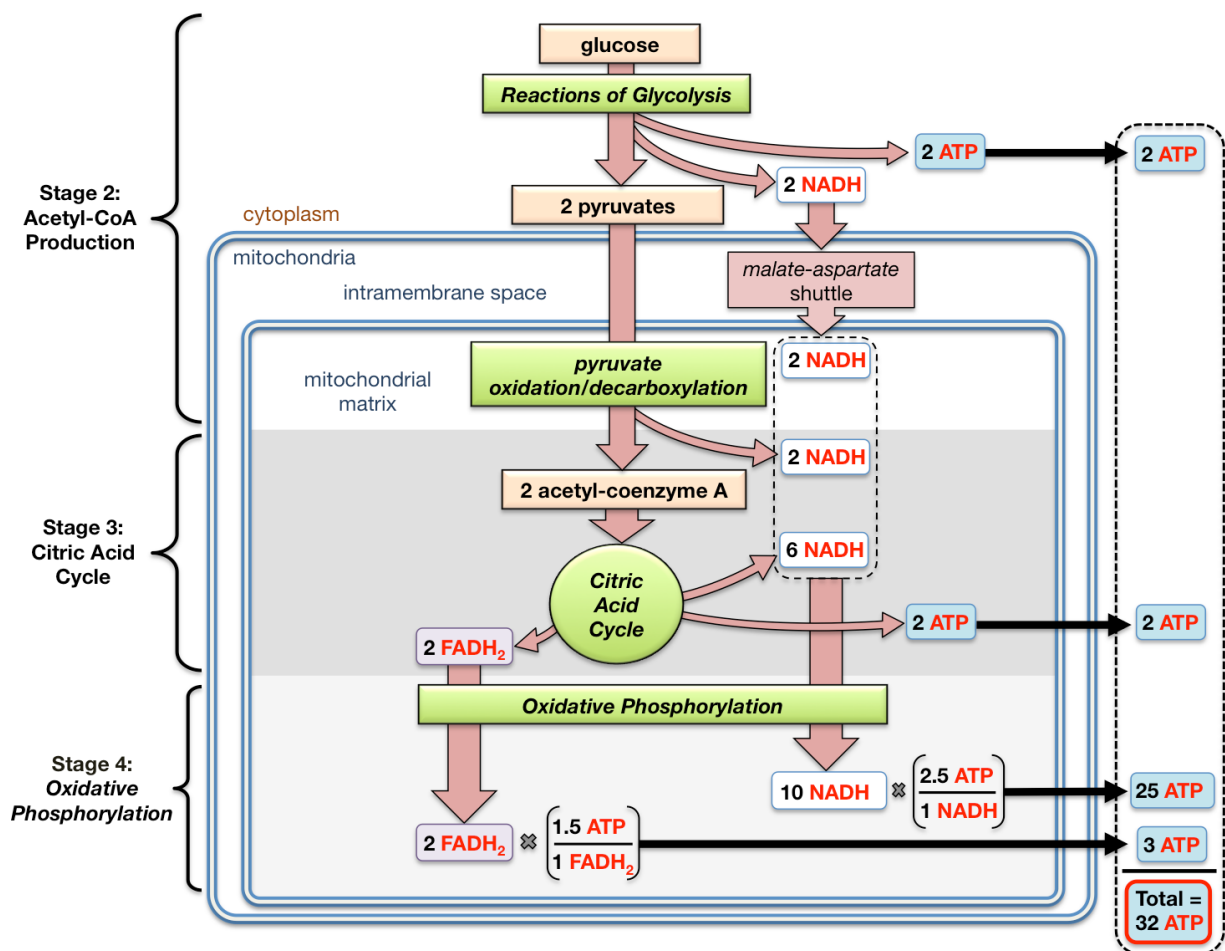 glucose
Reactions of Glycolysis
2 ATP
2 ATP
2 NADH
Stage 2:
Acetyl-CoA
Production
2 pyruvates
cytoplasm
mitochondria
malate-aspartate
shuttle
intramembrane space
2 NADH
pyruvate
oxidation/decarboxylation
mitochondrial
matrix
2 NADH
2 acetyl-coenzyme A
Stage 3:
Citric Acid
Cycle
6 NADH
Citric
Acid
Cycle
2 ATP
2 ATP
2 FADH₂
Oxidative Phosphorylation
Stage 4:
Oxidative
Phosphorylation
10 NADH × (2.5 ATP
1 NADH)
25 ATP
2 FADH₂ × (1.5 ATP
1 FADH₂)
3 ATP
Total =
32 ATP